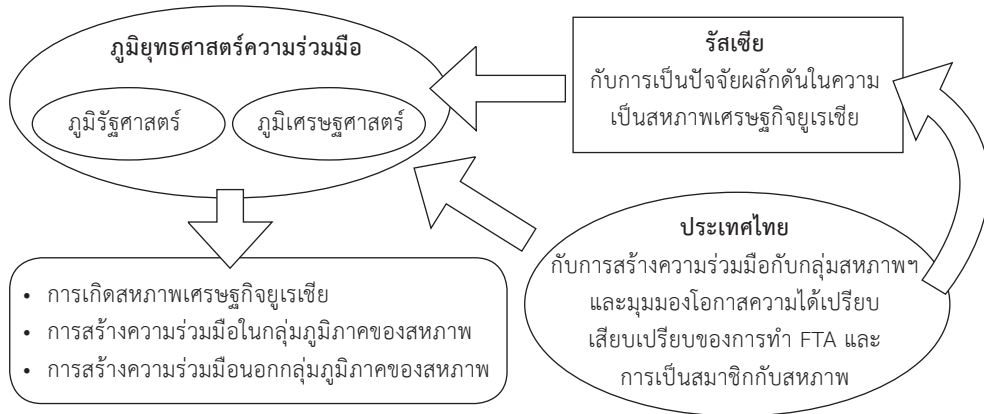 ภูมิยุทธศาสตร์ความร่วมมือ
ภูมิรัฐศาสตร์
ภูมิเศรษฐศาสตร์
รัสเซีย
กับการเป็นปัจจัยผลักดันในความ
เป็นสหภาพเศรษฐกิจยูเรเชีย
ประเทศไทย
กับการสร้างความร่วมมือกับกลุ่มสหภาพฯ
และมุมมองโอกาสความได้เปรียบ
เสียบเปรียบของการทำ FTA และ
การเป็นสมาชิกกับสหภาพ
• การเกิดสหภาพเศรษฐกิจยูเรเชีย
• การสร้างความร่วมมือในกลุ่มภูมิภาคของสหภาพ
• การสร้างความร่วมมือนอกกลุ่มภูมิภาคของสหภาพ